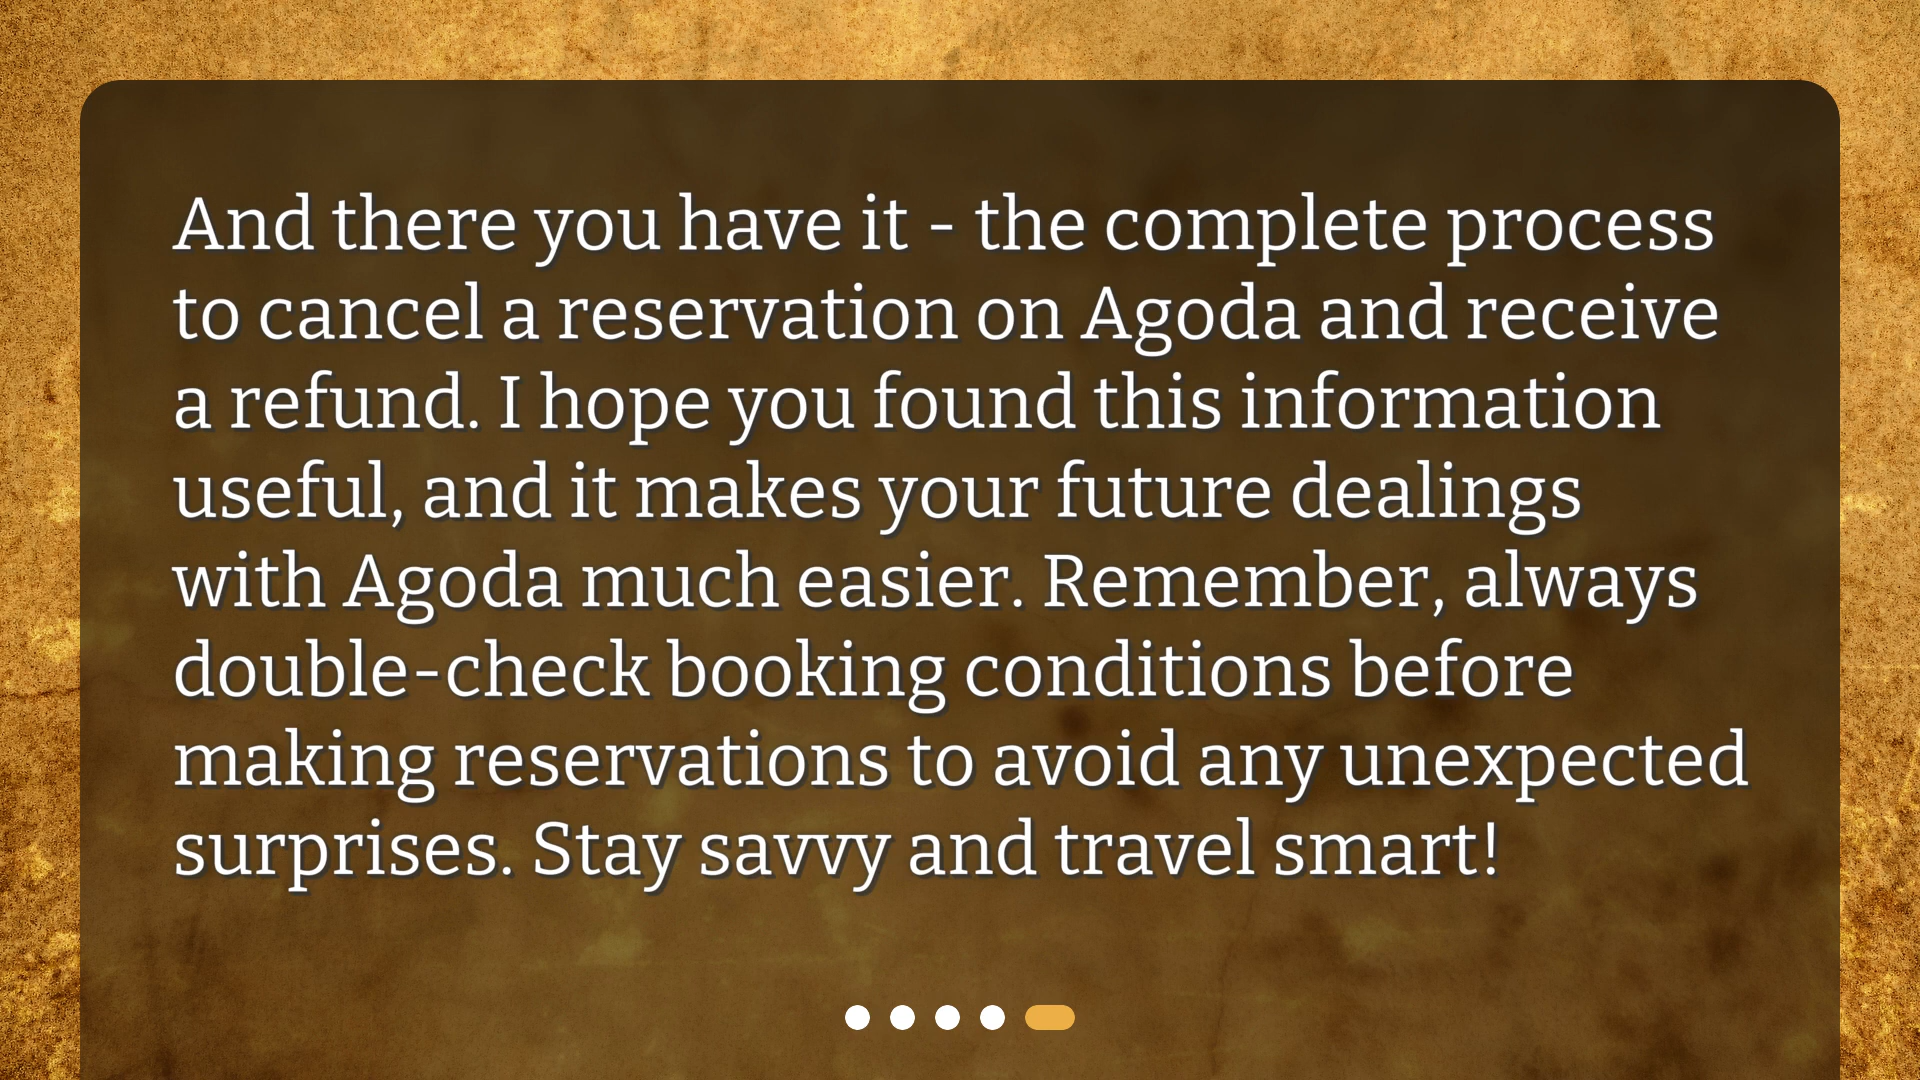 And there you have it - the complete process
to cancel a reservation on Agoda and receive
a refund. I hope you found this information
useful, and it makes your future dealings
with Agoda much easier. Remember, always
double-check booking conditions before
making reservations to avoid any unexpected
surprises. Stay savvy and travel smart!